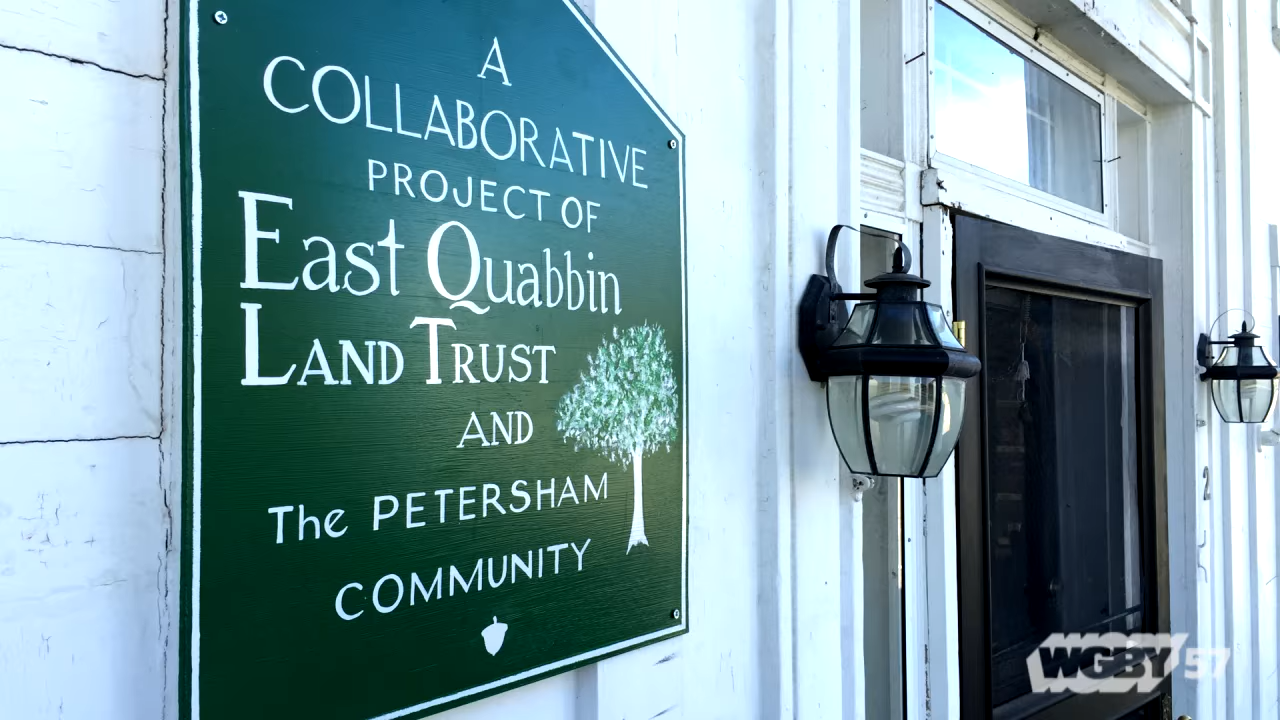 A
COLLABORATIVE
PROJECT OF
East Quabbin
LAND TRUST
AND
The PETERSHAM
COMMUNITY
WGBY 57